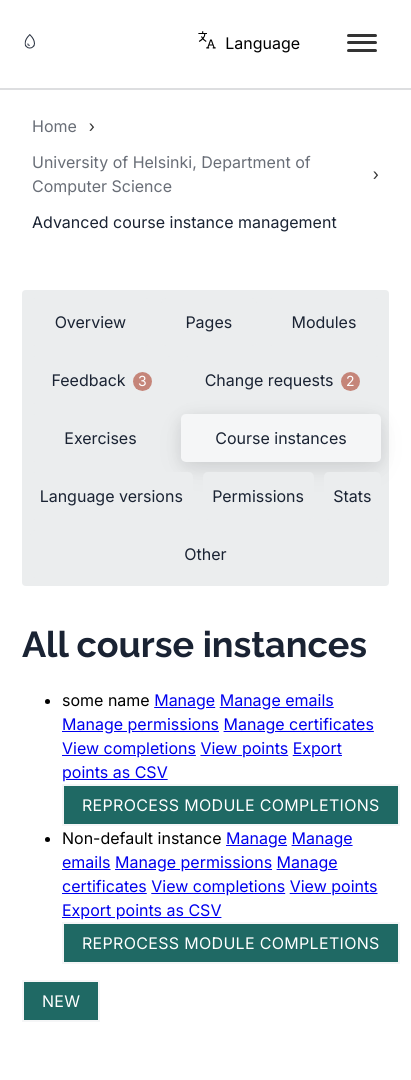 Language
Home ›
University of Helsinki, Department of
Computer Science ›
Advanced course instance management
Overview Pages Modules
Feedback 3 Change requests 2
Exercises Course instances
Language versions Permissions Stats
Other
All course instances
• some name Manage Manage emails
Manage permissions Manage certificates
View completions View points Export
points as CSV
REPROCESS MODULE COMPLETIONS
• Non-default instance Manage Manage
emails Manage permissions Manage
certificates View completions View points
Export points as CSV
REPROCESS MODULE COMPLETIONS
NEW